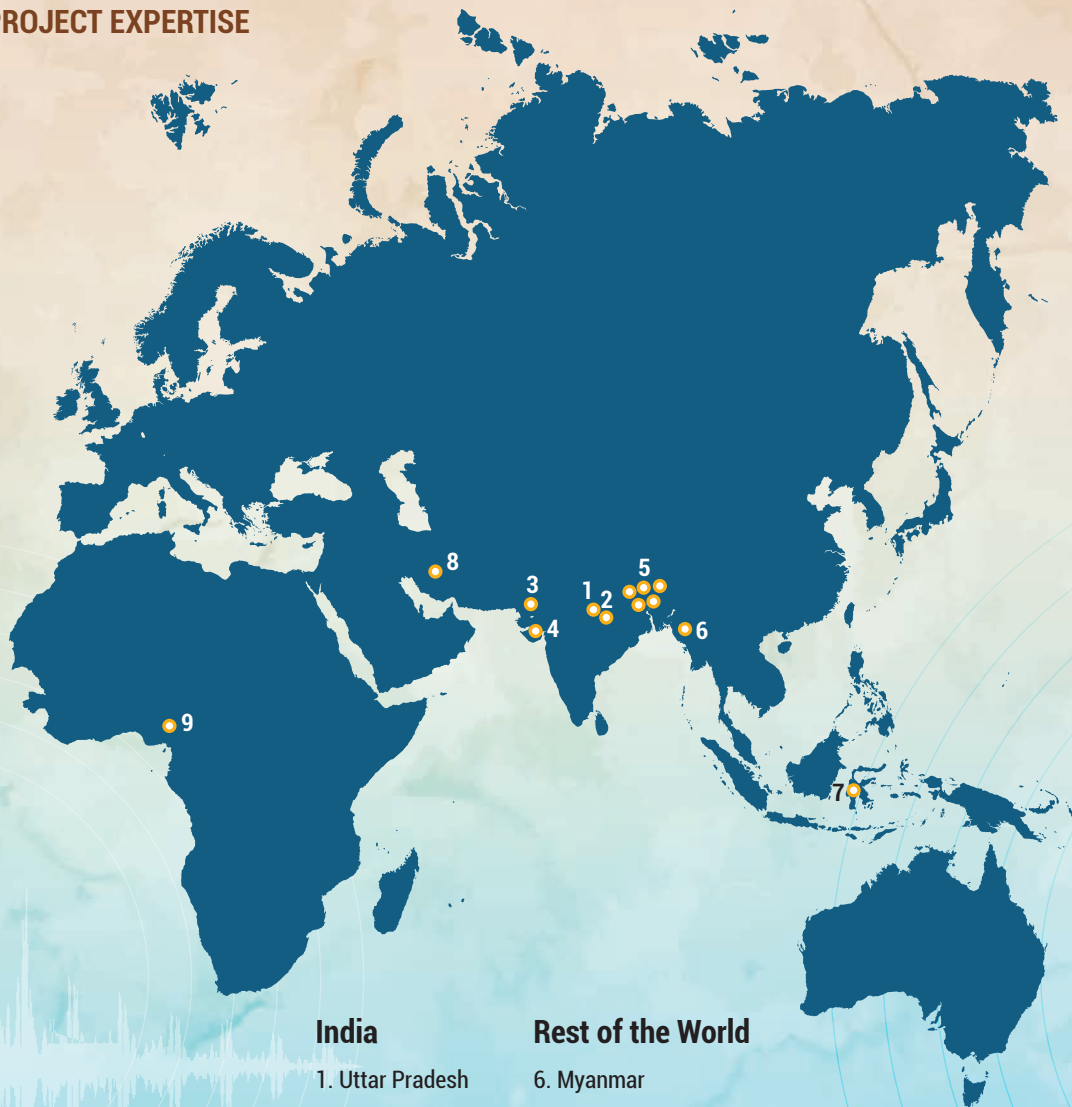 PROJECT EXPERTISE
8
3
5
1
2
4
6
9
7
India
Rest of the World
1. Uttar Pradesh
6. Myanmar